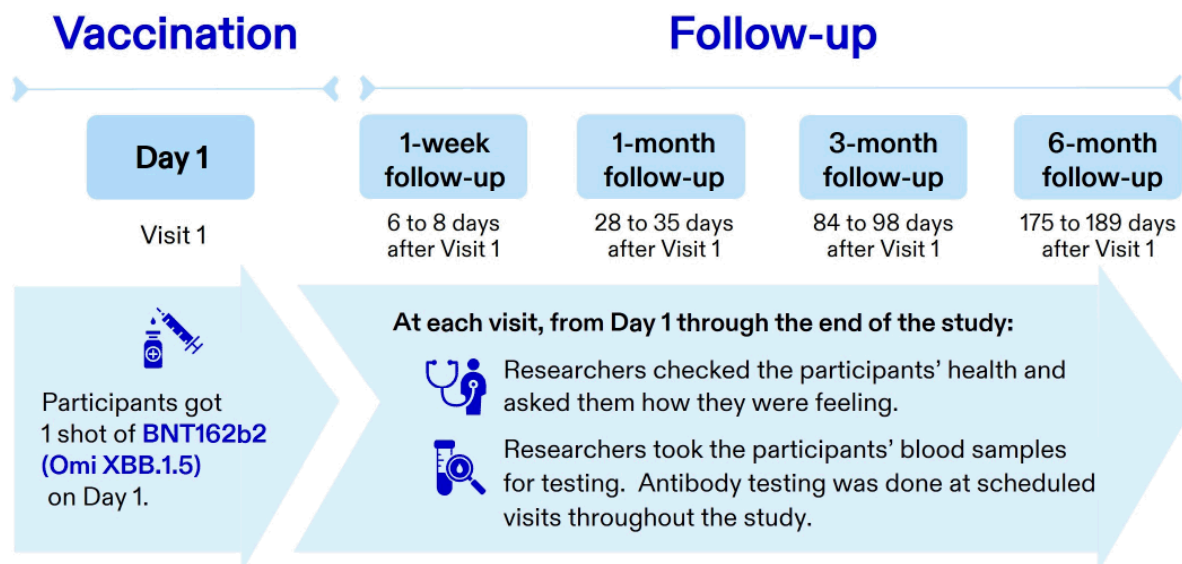 Vaccination
Follow-up
Day 1
Visit 1
1-week
follow-up
6 to 8 days
after Visit 1
1-month
follow-up
28 to 35 days
after Visit 1
3-month
follow-up
84 to 98 days
after Visit 1
6-month
follow-up
175 to 189 days
after Visit 1
Participants got
1 shot of BNT162b2
(Omi XBB.1.5)
on Day 1.
At each visit, from Day 1 through the end of the study:
Researchers checked the participants' health and
asked them how they were feeling.
Researchers took the participants' blood samples
for testing. Antibody testing was done at scheduled
visits throughout the study.